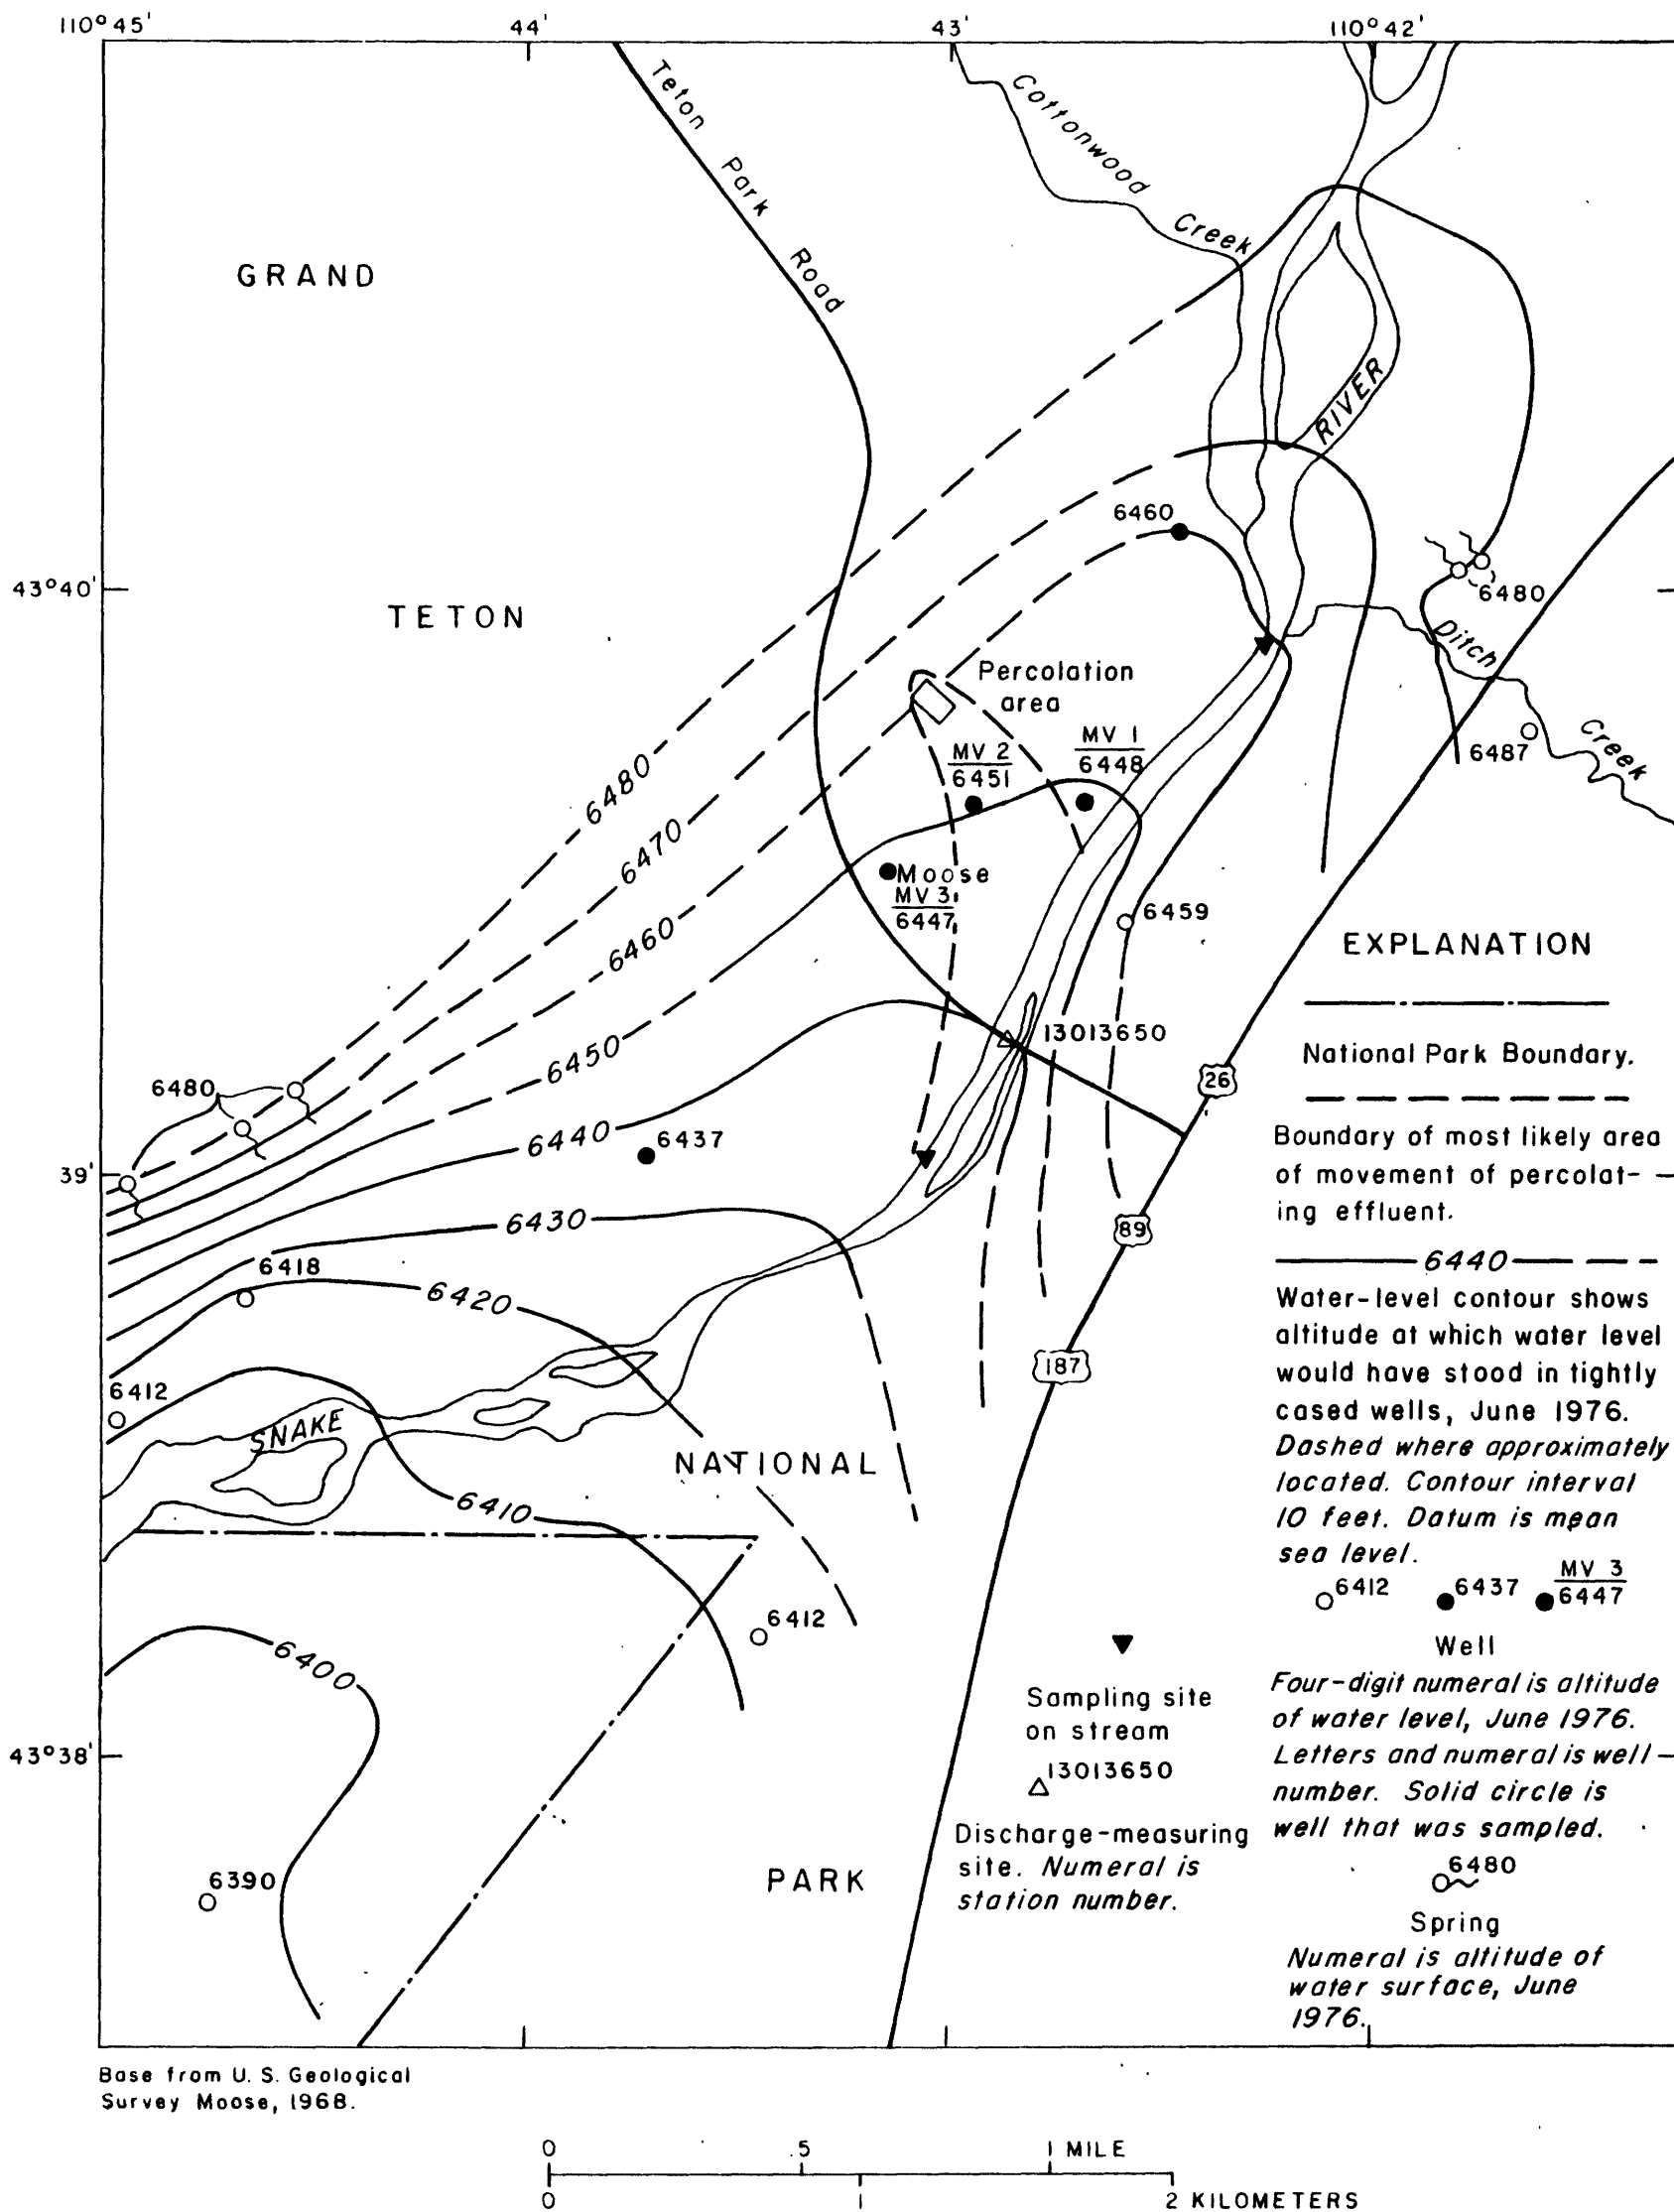 110°45'
44'
43'
110°42'
Teton Park Road
Cottonwood Creek
GRAND
RIVER
6460
43°40'
6480
TETON
Ditch Creek
Percolation
area
6487
MV 1
6448
MV 2
6451
6480
6470
Moose
MV 3
6447
6459
6460
EXPLANATION
National Park Boundary.
Boundary of most likely area
of movement of percolat-
ing effluent.
6440
Water-level contour shows
altitude at which water level
would have stood in tightly
cased wells, June 1976.
Dashed where approximately
located. Contour interval
10 feet. Datum is mean
sea level.
6412
6437
MV 3
6447
Well
Four-digit numeral is altitude
of water level, June 1976.
Letters and numeral is well
number. Solid circle is
well that was sampled.
6480
Spring
Numeral is altitude of
water surface, June
1976.
Sampling site
on stream
13013650
Discharge-measuring
site. Numeral is
station number.
13013650
6450
26
6480
6440
6437
39'
6430
89
6418
6420
187
6412
SNAKE
NATIONAL
6410
6412
6400
43°38'
6390
PARK
Base from U. S. Geological
Survey Moose, 1968.
0 .5 1 MILE
0 1 2 KILOMETERS